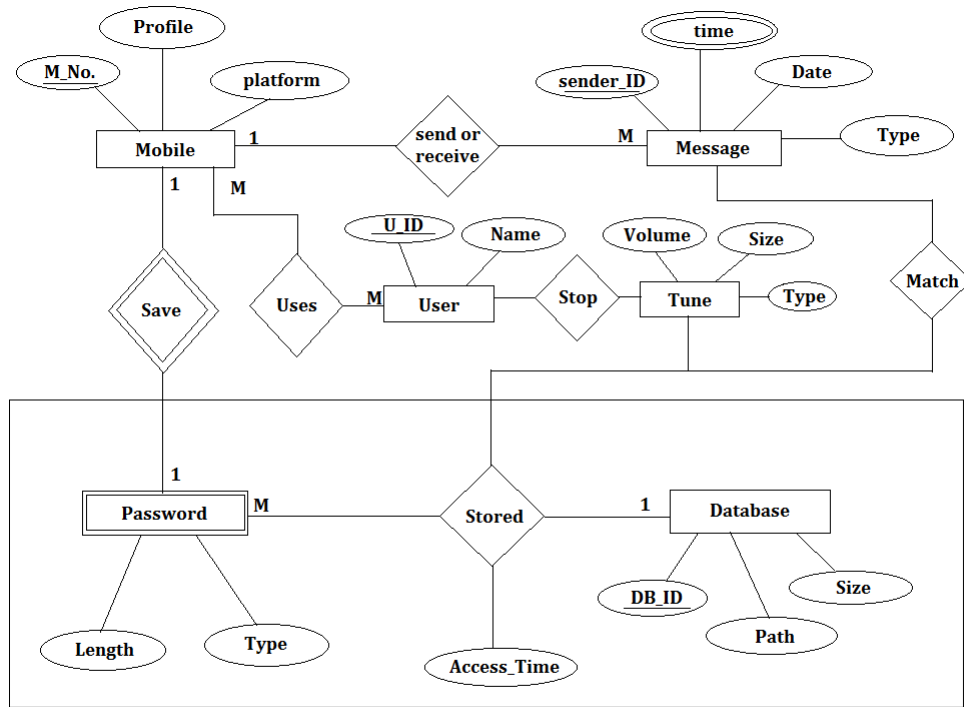 Profile
time
M_No.
platform
sender_ID
Date
Type
Mobile
1
send or
receive
M
Message
1
M
U_ID
Name
Volume
Size
Save
Uses
M
User
Stop
Tune
Type
Match
1
Password
M
Stored
1
Database
Length
Type
Access_Time
DB_ID
Path
Size